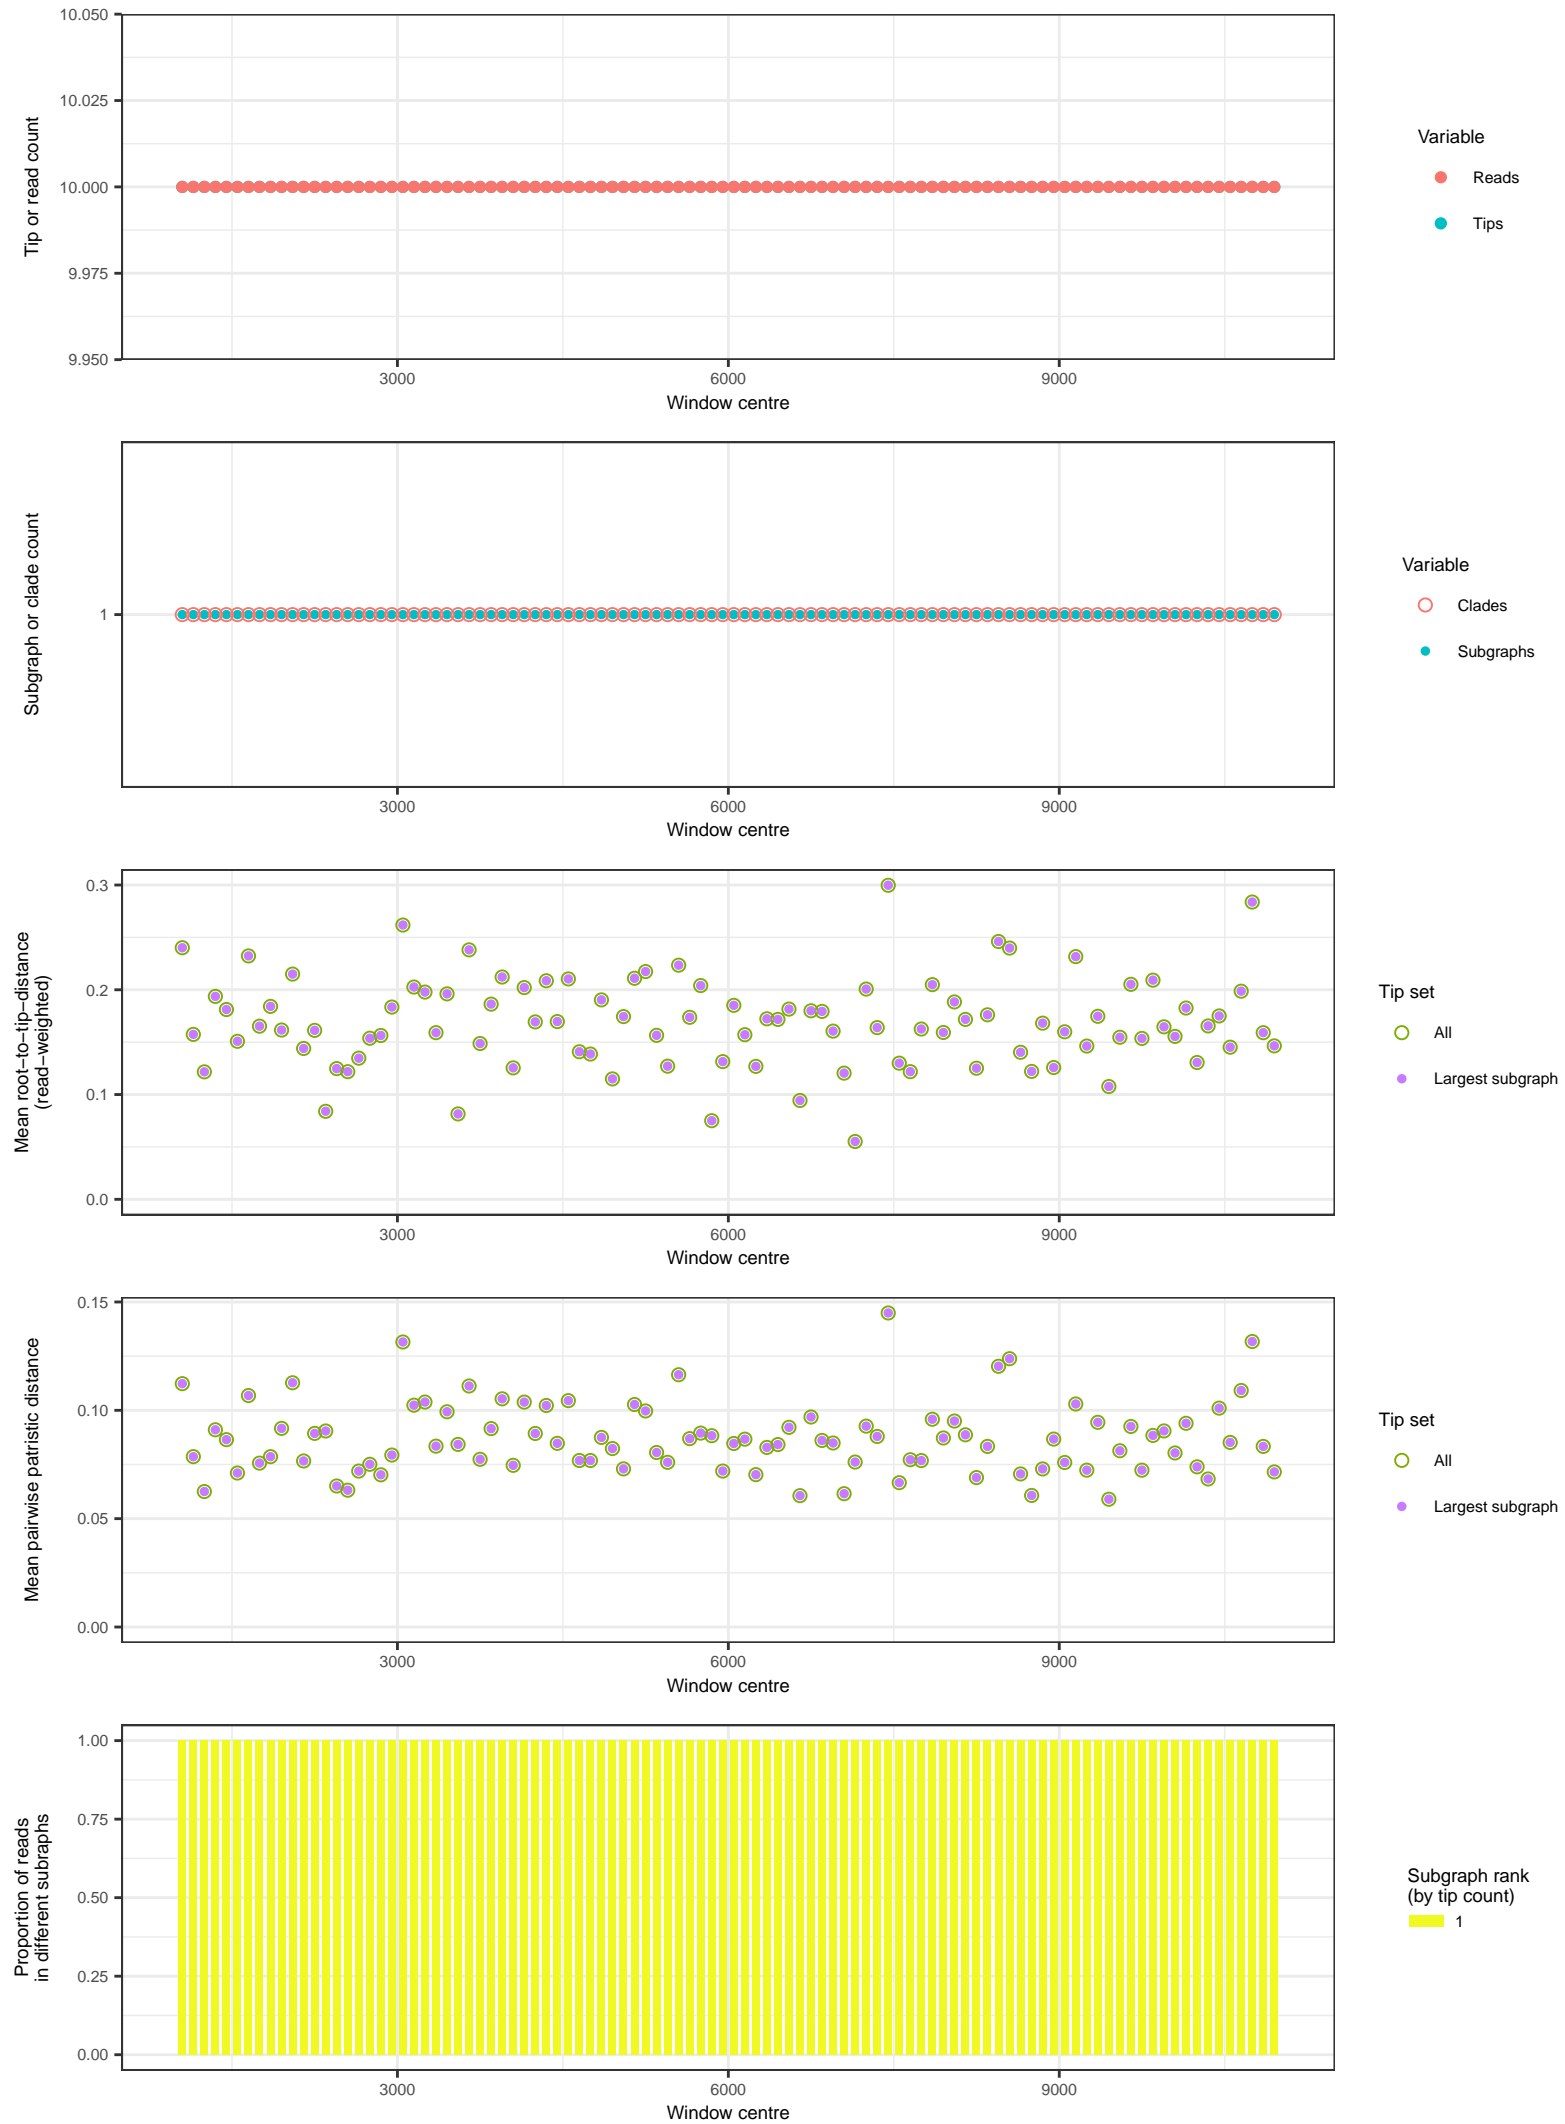 10.050
10.025
10.000
9.975
9.950
Tip or read count
3000 6000 9000
Window centre
Variable
Reads
Tips
1
Subgraph or clade count
3000 6000 9000
Window centre
Variable
Clades
Subgraphs
0.3
0.2
0.1
0.0
Mean root−to−tip−distance
(read−weighted)
3000 6000 9000
Window centre
Tip set
All
Largest subgraph
0.15
0.10
0.05
0.00
Mean pairwise patristic distance
3000 6000 9000
Window centre
Tip set
All
Largest subgraph
1.00
0.75
0.50
0.25
0.00
Proportion of reads
in different subraphs
3000 6000 9000
Window centre
Subgraph rank
(by tip count)
1